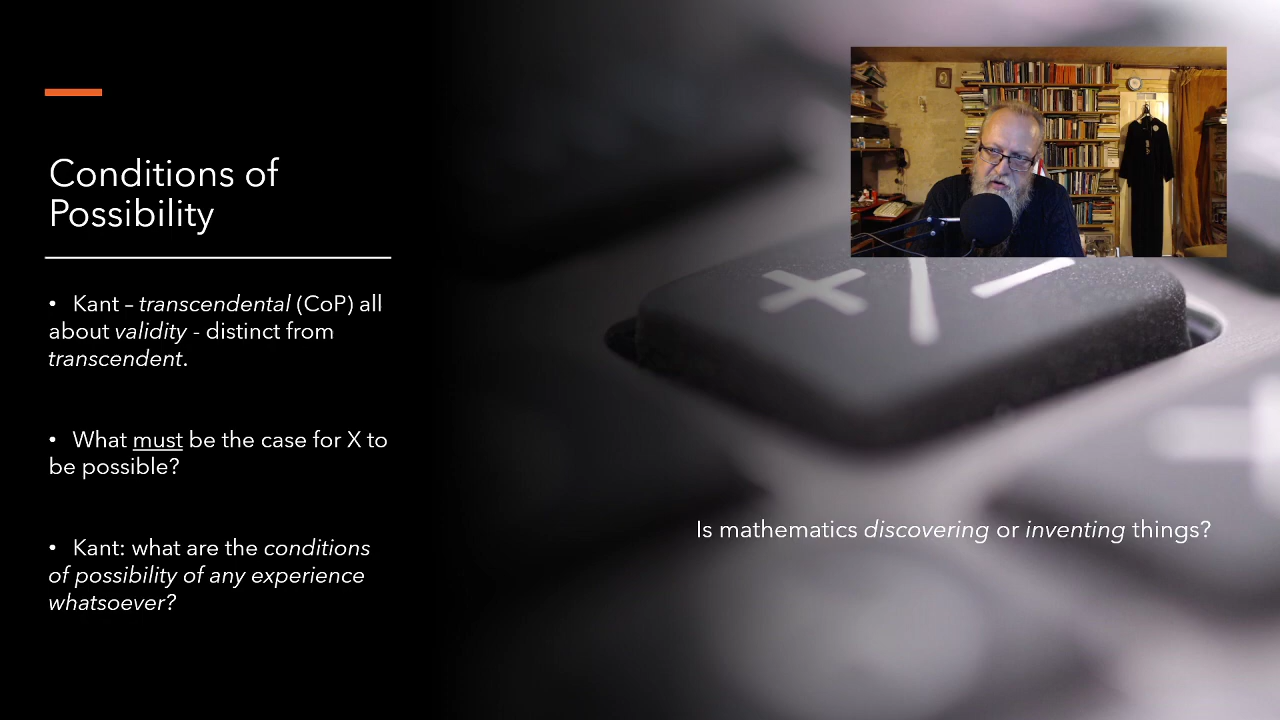 Conditions of
Possibility
• Kant – transcendental (CoP) all
about validity - distinct from
transcendent.
• What must be the case for X to
be possible?
• Kant: what are the conditions
of possibility of any experience
whatsoever?
+/−
Is mathematics discovering or inventing things?